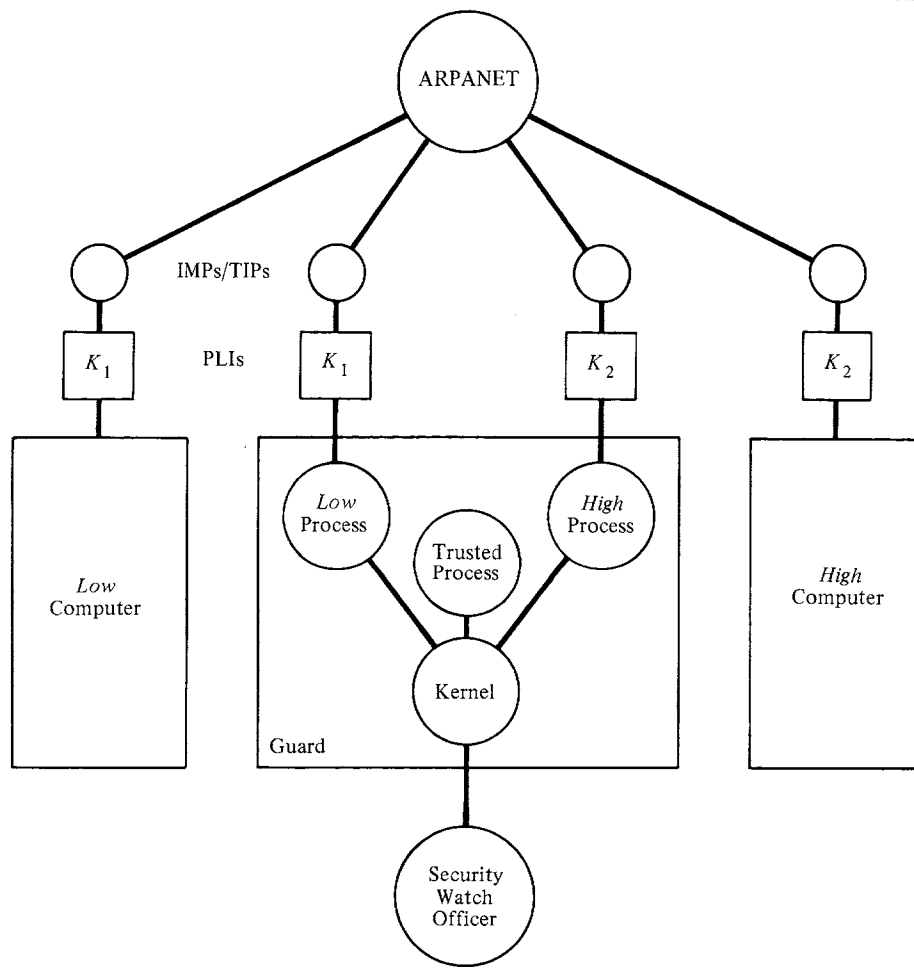 ARPANET
IMPs/TIPs
PLIs
K1
K1
K2
K2
Low
Computer
Low
Process
Trusted
Process
High
Process
Kernel
Guard
High
Computer
Security
Watch
Officer